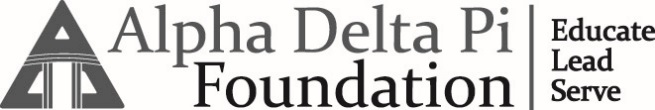 Alpha Delta Pi
Foundation
Educate
Lead
Serve